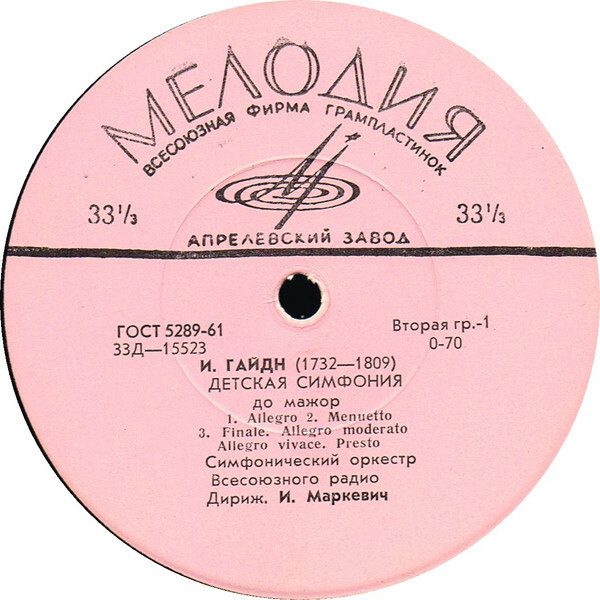 МЕЛОДИЯ
ВСЕСОЮЗНАЯ ФИРМА ГРАМПЛАСТИНОК
33⅓ 33⅓
АПРЕЛЕВСКИЙ ЗАВОД
ГОСТ 5289-61 Вторая гр.-1
33Д—15523 0-70
И. ГАЙДН (1732—1809)
ДЕТСКАЯ СИМФОНИЯ
до мажор
1. Allegro 2. Menuetto
3. Finale. Allegro moderato
Allegro vivace. Presto
Симфонический оркестр
Всесоюзного радио
Дириж. И. Маркевич